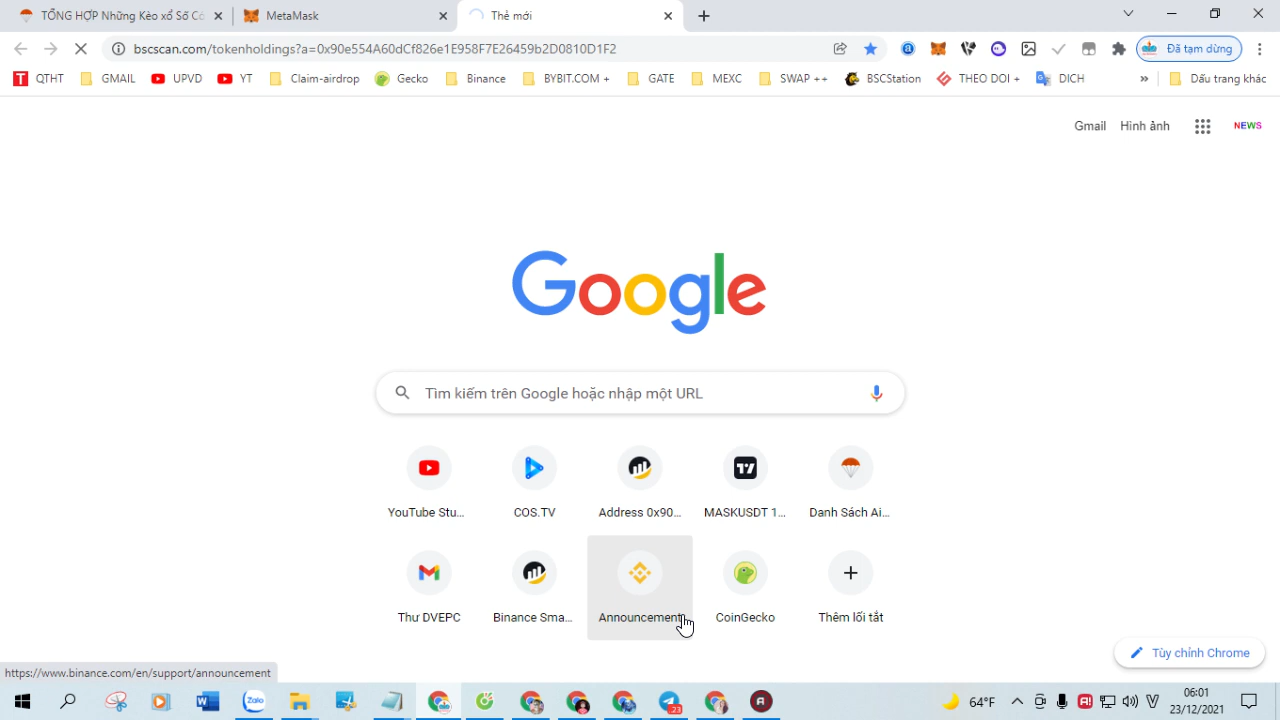 TỔNG HỢP Những Kèo xổ Số Cơ
MetaMask
Thẻ mới
bscscan.com/tokenholdings?a=0x90e554A60dCf826e1E958F7E26459b2D0810D1F2
Đã tạm dừng
T QTHT GMAIL UPVD YT Claim-airdrop Gecko Binance BYBIT.COM + GATE MEXC SWAP ++ BSCStation THEO DOI + DICH » Dấu trang khác
Gmail Hình ảnh NEWS
Google
Tìm kiếm trên Google hoặc nhập một URL
YouTube Stu... COS.TV Address 0x90... MASKUSDT 1... Danh Sách Ai...
Thư DVEPC Binance Sma... Announcement CoinGecko Thêm lối tắt
Tùy chỉnh Chrome
https://www.binance.com/en/support/announcement
Zalo 23 64°F 06:01
23/12/2021